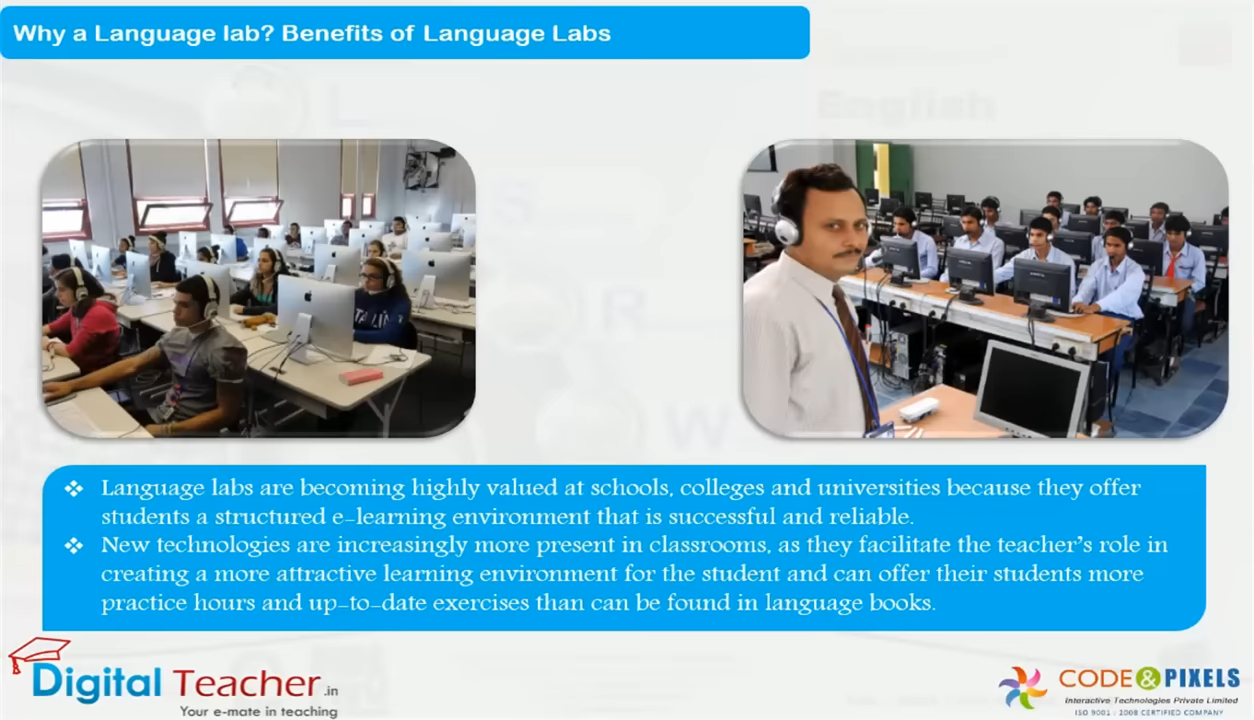 Why a Language lab? Benefits of Language Labs
English
L
S
R
W
❖ Language labs are becoming highly valued at schools, colleges and universities because they offer
students a structured e-learning environment that is successful and reliable.
❖ New technologies are increasingly more present in classrooms, as they facilitate the teacher's role in
creating a more attractive learning environment for the student and can offer their students more
practice hours and up-to-date exercises than can be found in language books.
Digital Teacher.in
Your e-mate in teaching
CODE&PIXELS
Interactive Technologies Private Limited
ISO 9001 : 2008 CERTIFIED COMPANY